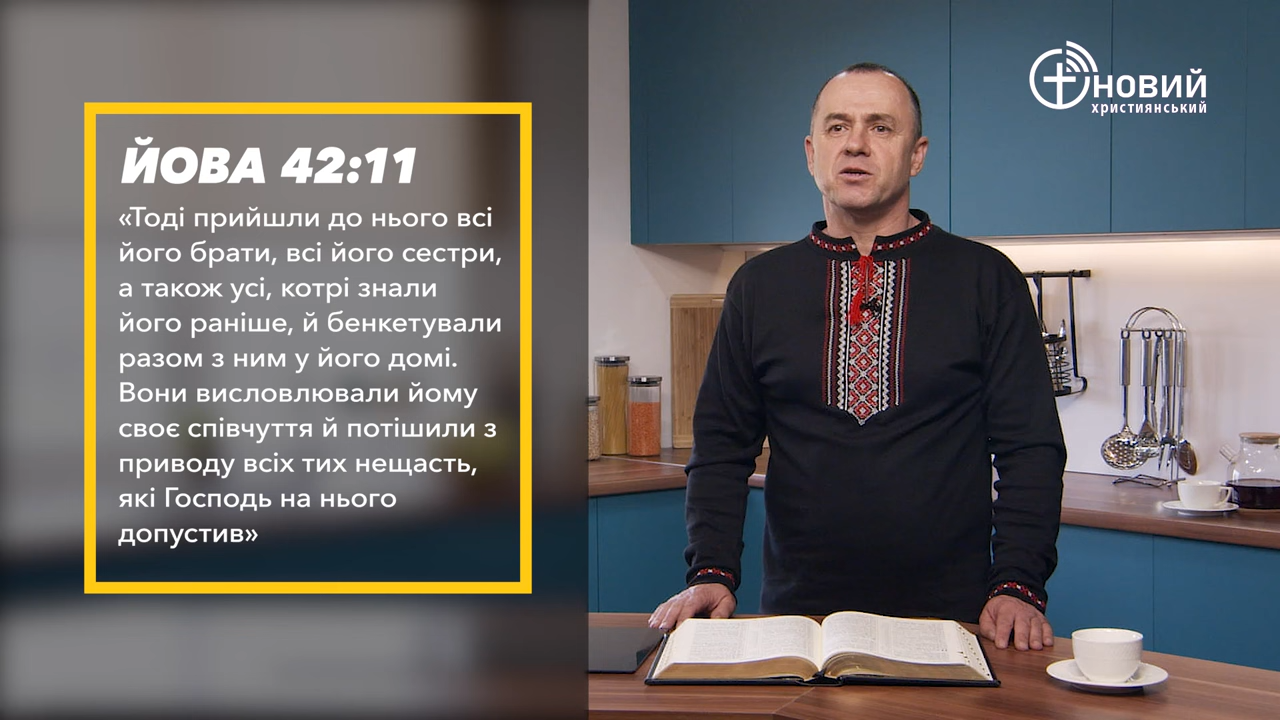 ЙОВА 42:11
«Тоді прийшли до нього всі
його брати, всі його сестри,
а також усі, котрі знали
його раніше, й бенкетували
разом з ним у його домі.
Вони висловлювали йому
своє співчуття й потішили з
приводу всіх тих нещасть,
які Господь на нього
допустив»
НОВИЙ
християнський